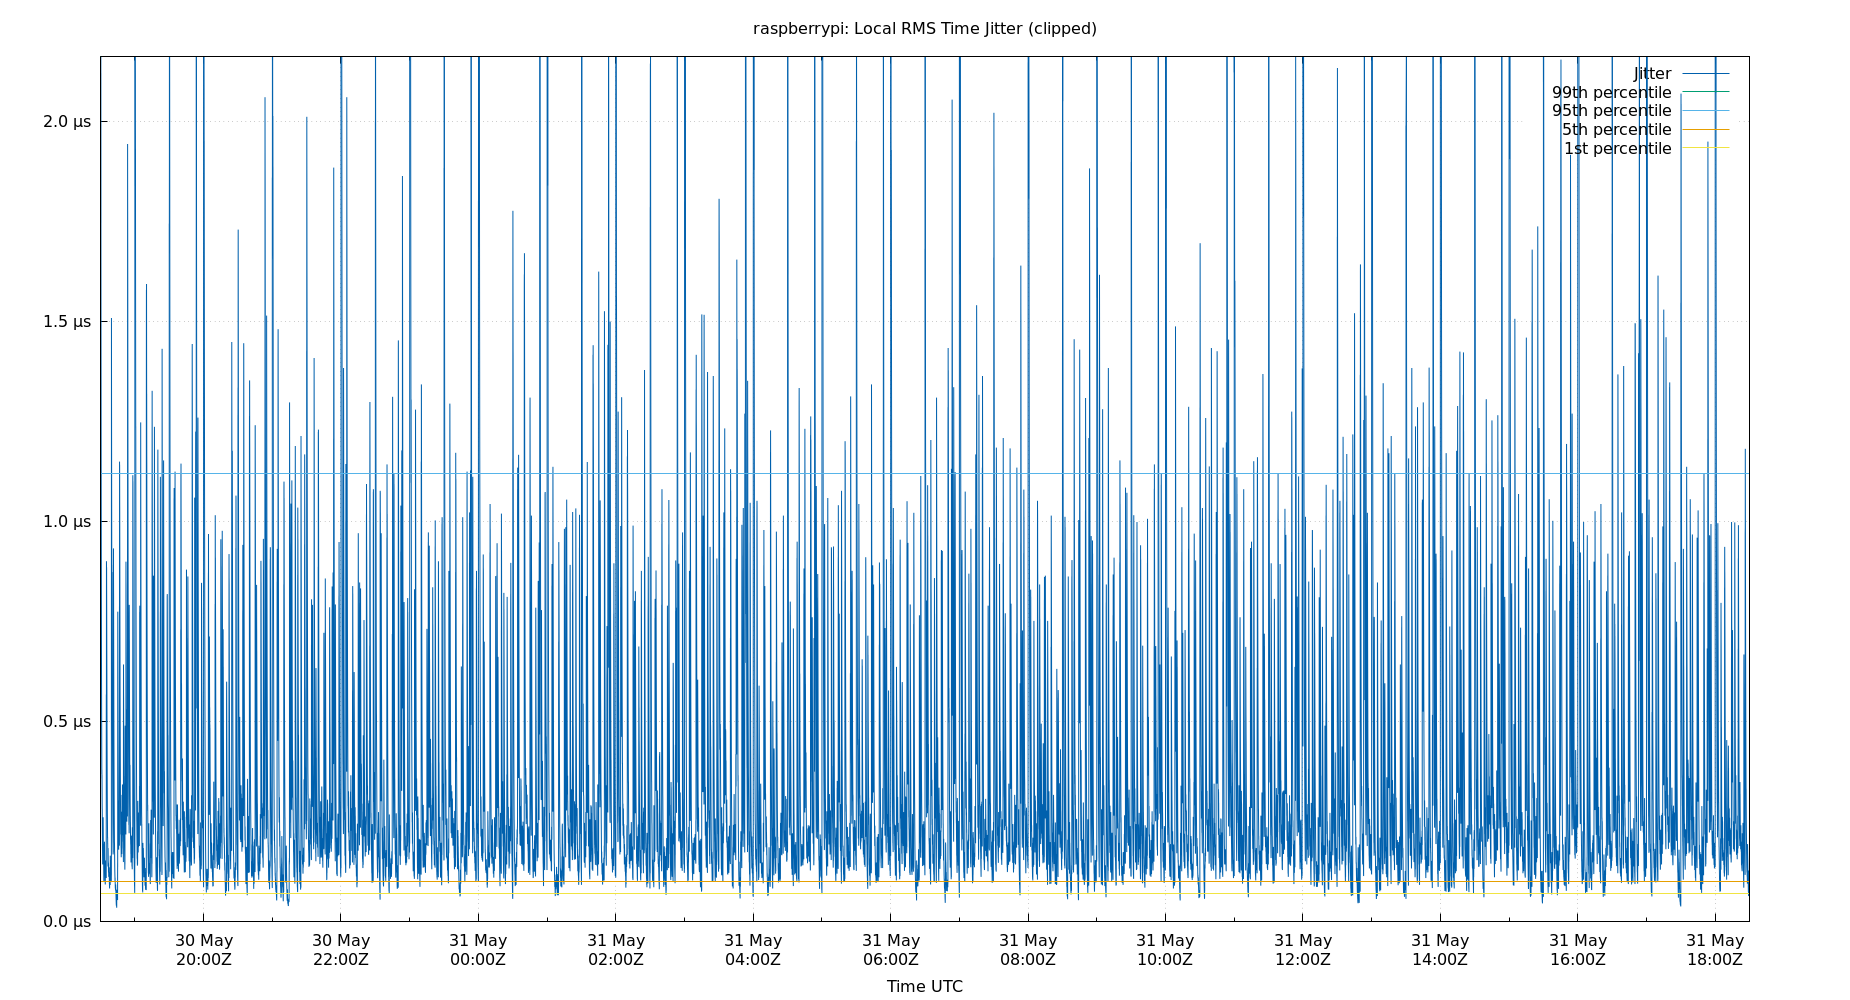 raspberrypi: Local RMS Time Jitter (clipped)
Jitter
99th percentile
95th percentile
5th percentile
1st percentile
2.0 µs
1.5 µs
1.0 µs
0.5 µs
0.0 µs
30 May 30 May 31 May 31 May 31 May 31 May 31 May 31 May 31 May 31 May 31 May 31 May
20:00Z 22:00Z 00:00Z 02:00Z 04:00Z 06:00Z 08:00Z 10:00Z 12:00Z 14:00Z 16:00Z 18:00Z
Time UTC